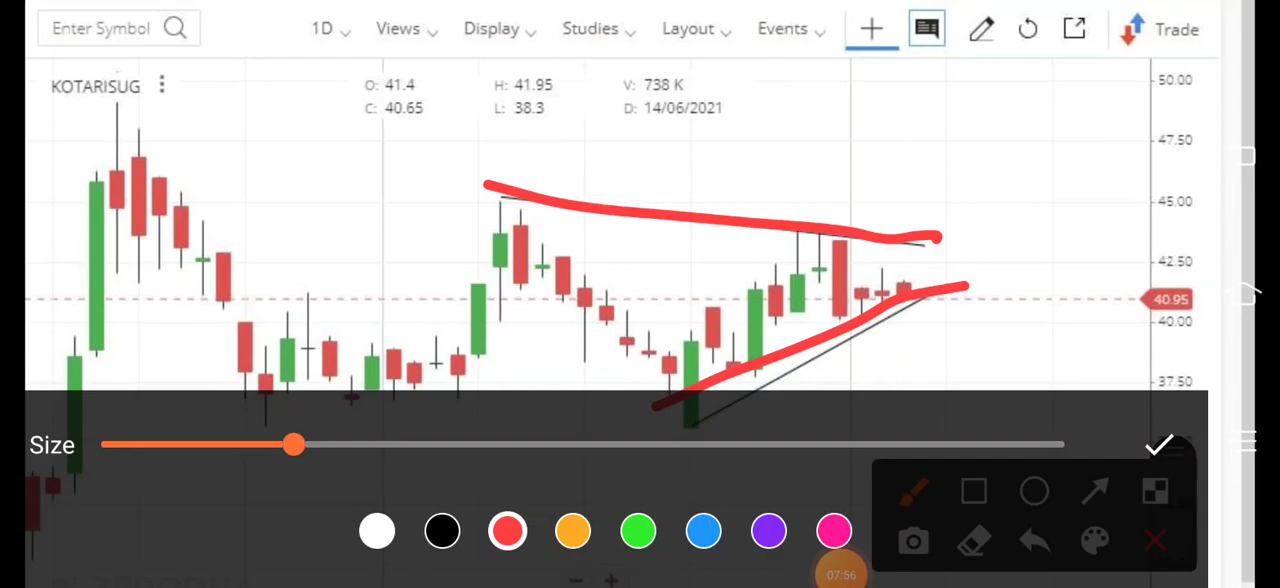 Enter Symbol 1D Views Display Studies Layout Events Trade
KOTARISUG O: 41.4 H: 41.95 V: 738 K
C: 40.65 L: 38.3 D: 14/06/2021
50.00
47.50
45.00
42.50
40.95
40.00
37.50
Size
07:56